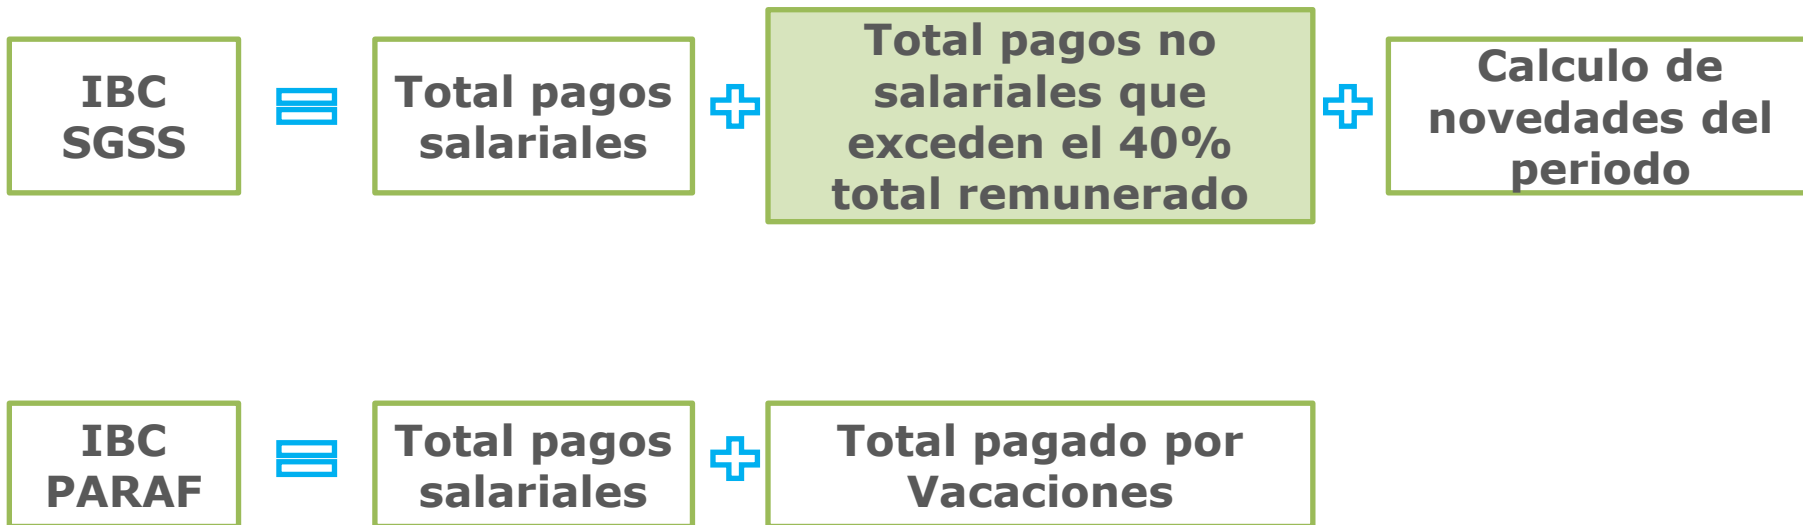 IBC
SGSS
Total pagos
salariales
Total pagos no
salariales que
exceden el 40%
total remunerado
Calculo de
novedades del
periodo
IBC
PARAF
Total pagos
salariales
Total pagado por
Vacaciones